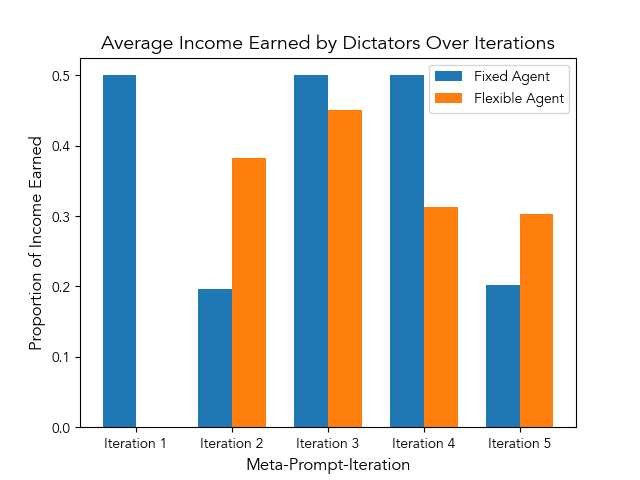 Average Income Earned by Dictators Over Iterations
Fixed Agent
Flexible Agent
Proportion of Income Earned
0.5
0.4
0.3
0.2
0.1
0.0
Iteration 1
Iteration 2
Iteration 3
Iteration 4
Iteration 5
Meta-Prompt-Iteration